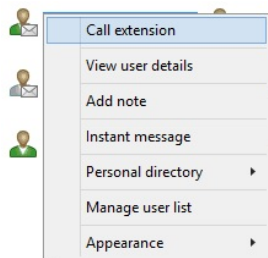 Call extension
View user details
Add note
Instant message
Personal directory
Manage user list
Appearance